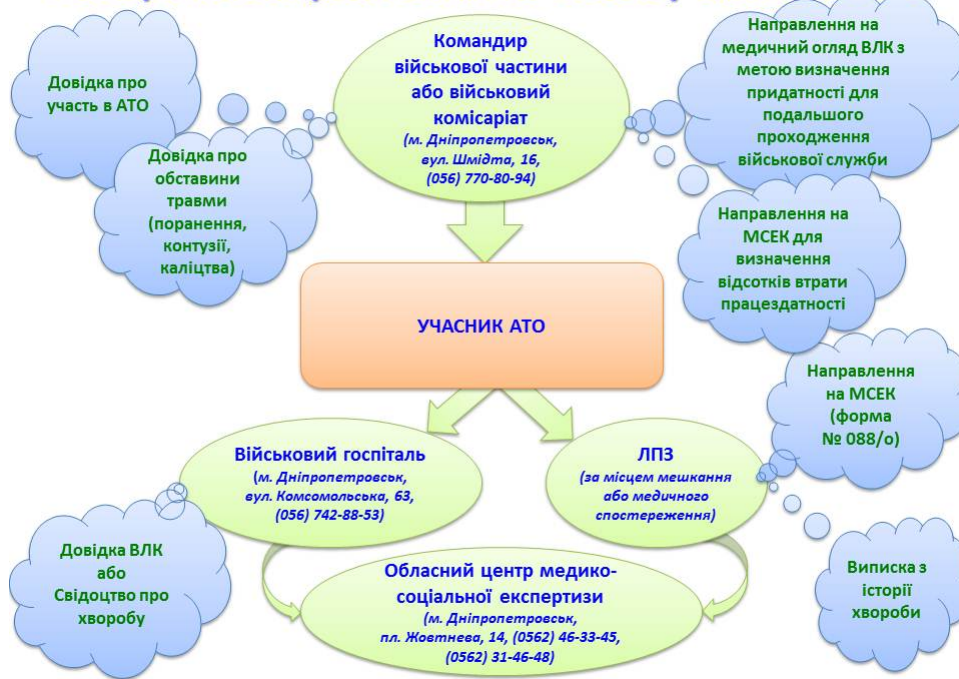 Командир
військової частини
або військовий
комісаріат
(м. Дніпропетровськ,
вул. Шмідта, 16,
(056) 770-80-94)
Довідка про
участь в АТО
Довідка про
обставини
травми
(поранення,
контузії,
каліцтва)
Направлення на
медичний огляд ВЛК з
метою визначення
придатності для
подальшого
проходження
військової служби
Направлення на
МСЕК для
визначення
відсотків втрати
працездатності
УЧАСНИК АТО
Військовий госпіталь
(м. Дніпропетровськ,
вул. Комсомольська, 63,
(056) 742-88-53)
ЛПЗ
(за місцем мешкання
або медичного
спостереження)
Направлення
на МСЕК
(форма
№ 088/о)
Довідка ВЛК
або
Свідоцтво про
хворобу
Обласний центр медико-
соціальної експертизи
(м. Дніпропетровськ,
пл. Жовтнева, 14, (0562) 46-33-45,
(0562) 31-46-48)
Виписка з
історії
хвороби